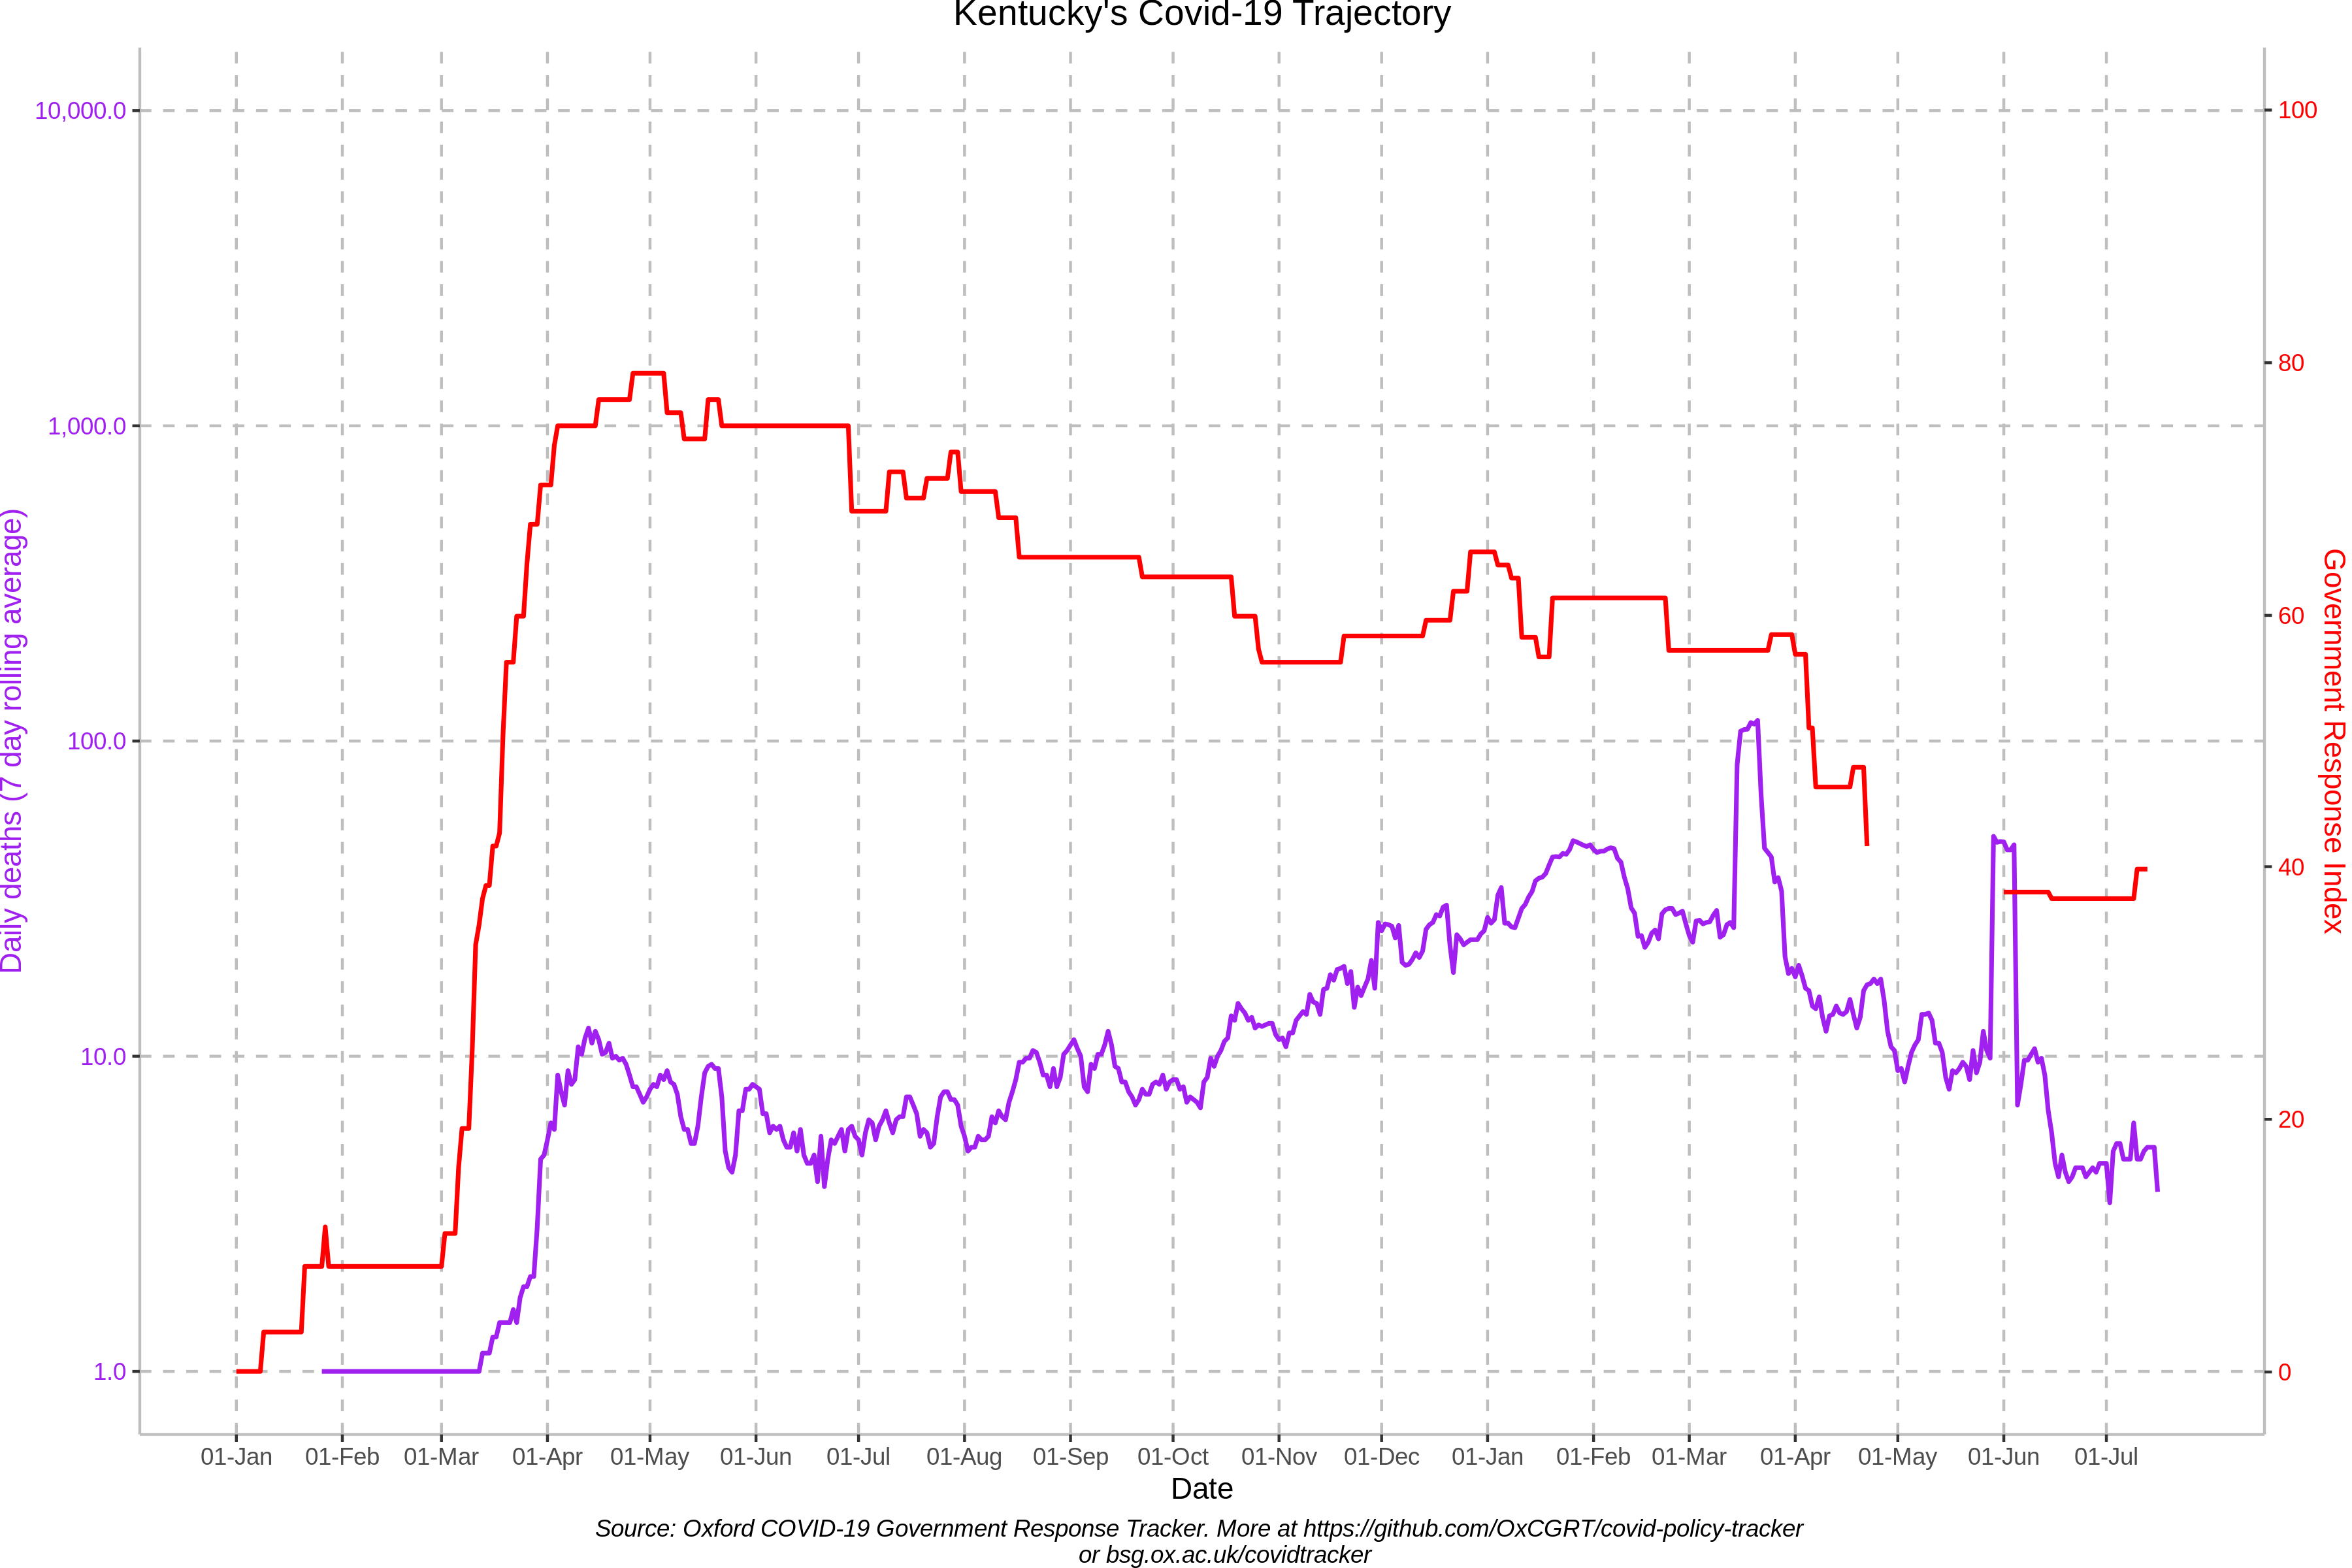 Kentucky's Covid-19 Trajectory
10,000.0
1,000.0
100.0
10.0
1.0
Daily deaths (7 day rolling average)
100
80
60
40
20
0
Government Response Index
01-Jan 01-Feb 01-Mar 01-Apr 01-May 01-Jun 01-Jul 01-Aug 01-Sep 01-Oct 01-Nov 01-Dec 01-Jan 01-Feb 01-Mar 01-Apr 01-May 01-Jun 01-Jul
Date
Source: Oxford COVID-19 Government Response Tracker. More at https://github.com/OxCGRT/covid-policy-tracker
or bsg.ox.ac.uk/covidtracker